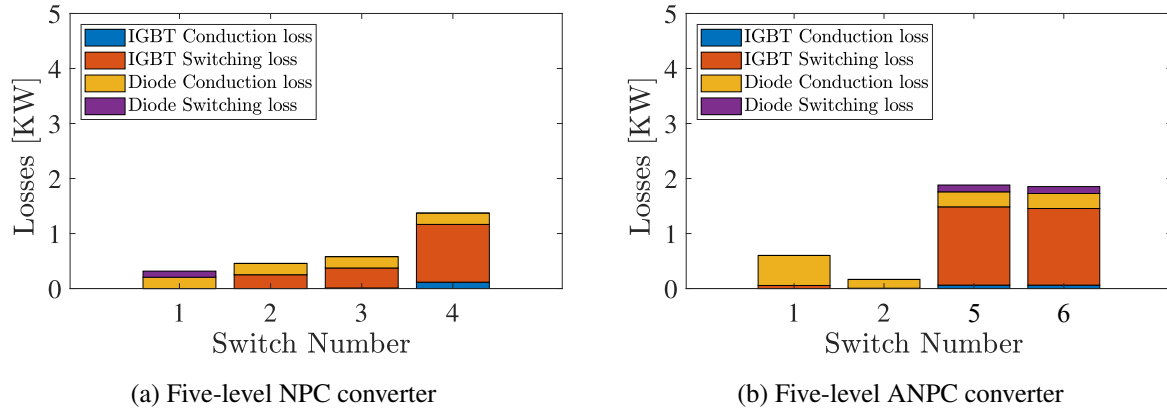 5
4
3
2
1
0
Losses [KW]
IGBT Conduction loss
IGBT Switching loss
Diode Conduction loss
Diode Switching loss
1 2 3 4
Switch Number
(a) Five-level NPC converter
5
4
3
2
1
0
Losses [KW]
IGBT Conduction loss
IGBT Switching loss
Diode Conduction loss
Diode Switching loss
1 2 5 6
Switch Number
(b) Five-level ANPC converter